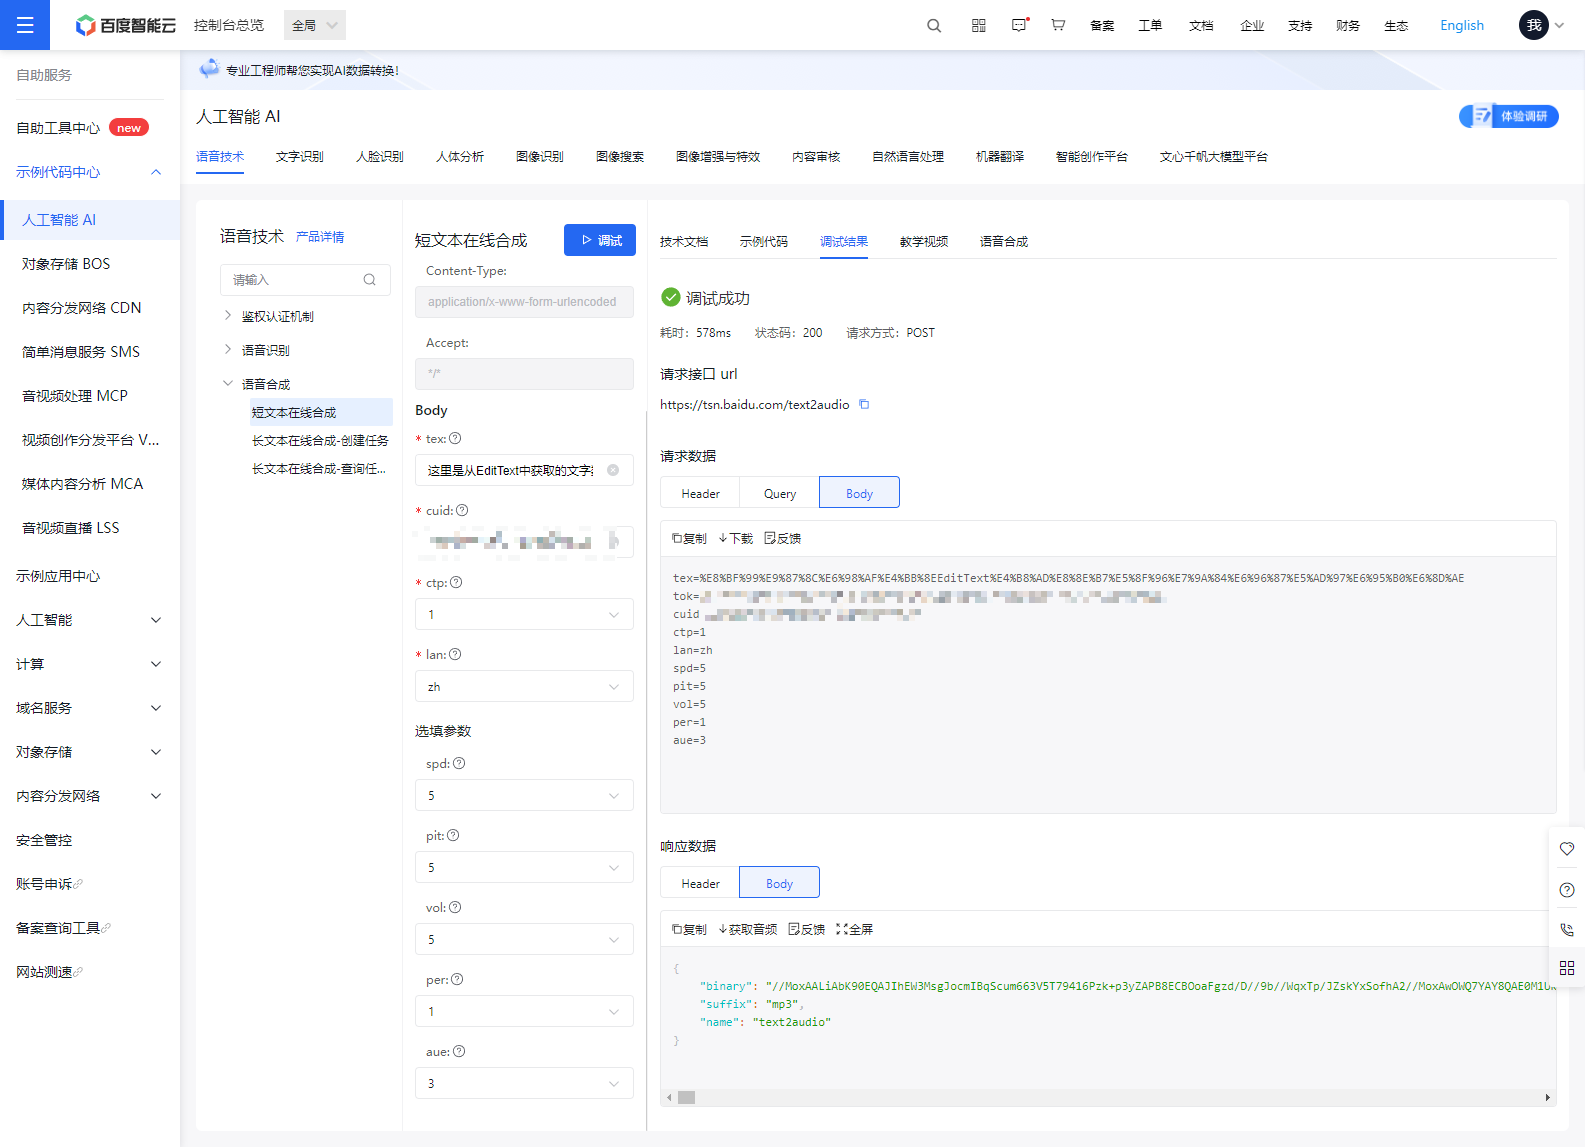 百度智能云
控制台总览
全局
备案
工单
文档
企业
支持
财务
生态
English
我
自助服务
自助工具中心 new
示例代码中心
人工智能 AI
对象存储 BOS
内容分发网络 CDN
简单消息服务 SMS
音视频处理 MCP
视频创作分发平台 V...
媒体内容分析 MCA
音视频直播 LSS
示例应用中心
人工智能
计算
域名服务
对象存储
内容分发网络
安全管控
账号申诉
备案查询工具
网站测速
专业工程师帮您实现AI数据转换!
人工智能 AI
体验调研
语音技术
文字识别
人脸识别
人体分析
图像识别
图像搜索
图像增强与特效
内容审核
自然语言处理
机器翻译
智能创作平台
文心千帆大模型平台
语音技术 产品详情
请输入
鉴权认证机制
语音识别
语音合成
短文本在线合成
长文本在线合成-创建任务
长文本在线合成-查询任...
短文本在线合成
调试
Content-Type:
application/x-www-form-urlencoded
Accept:
*/*
Body
* tex:
这里是从EditText中获取的文字
* cuid:
* ctp:
1
* lan:
zh
选填参数
spd:
5
pit:
5
vol:
5
per:
1
aue:
3
技术文档
示例代码
调试结果
教学视频
语音合成
调试成功
耗时: 578ms 状态码: 200 请求方式: POST
请求接口 url
https://tsn.baidu.com/text2audio
请求数据
Header
Query
Body
复制
下载
反馈
tex=%E8%BF%99%E9%87%8C%E6%98%AF%E4%BB%8EEditText%E4%B8%AD%E8%8E%B7%E5%8F%96%E7%9A%84%E6%96%87%E5%AD%97%E6%95%B0%E6%8D%AE
tok=
cuid
ctp=1
lan=zh
spd=5
pit=5
vol=5
per=1
aue=3
响应数据
Header
Body
复制
获取音频
反馈
全屏
{
"binary": "//MoxAALiAbK90EQAJIhEW3MsgJocmIBqScum663V5T79416Pzk+p3yZAPB8ECBOoaFgzd/D//9b//WqxTp/JZskYxSofhA2//MoxAwOWQ7YAY8QAE0M1U
"suffix": "mp3",
"name": "text2audio"
}